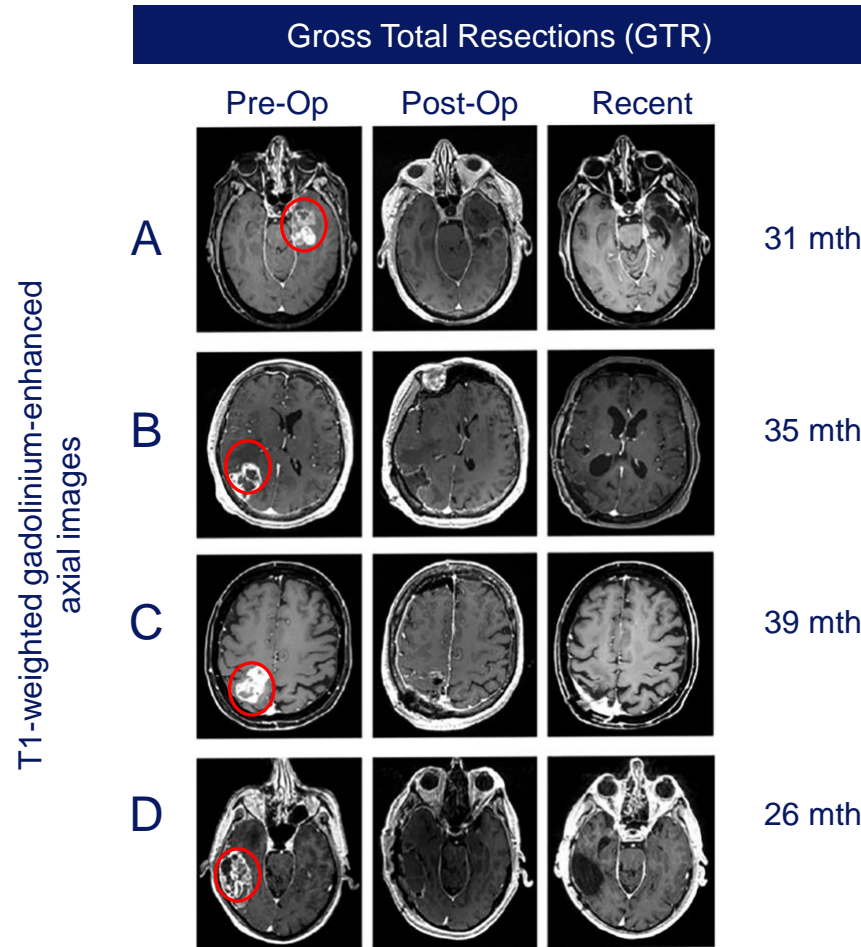 Gross Total Resections (GTR)
Pre-Op Post-Op Recent
T1-weighted gadolinium-enhanced
axial images
A 31 mth
B 35 mth
C 39 mth
D 26 mth